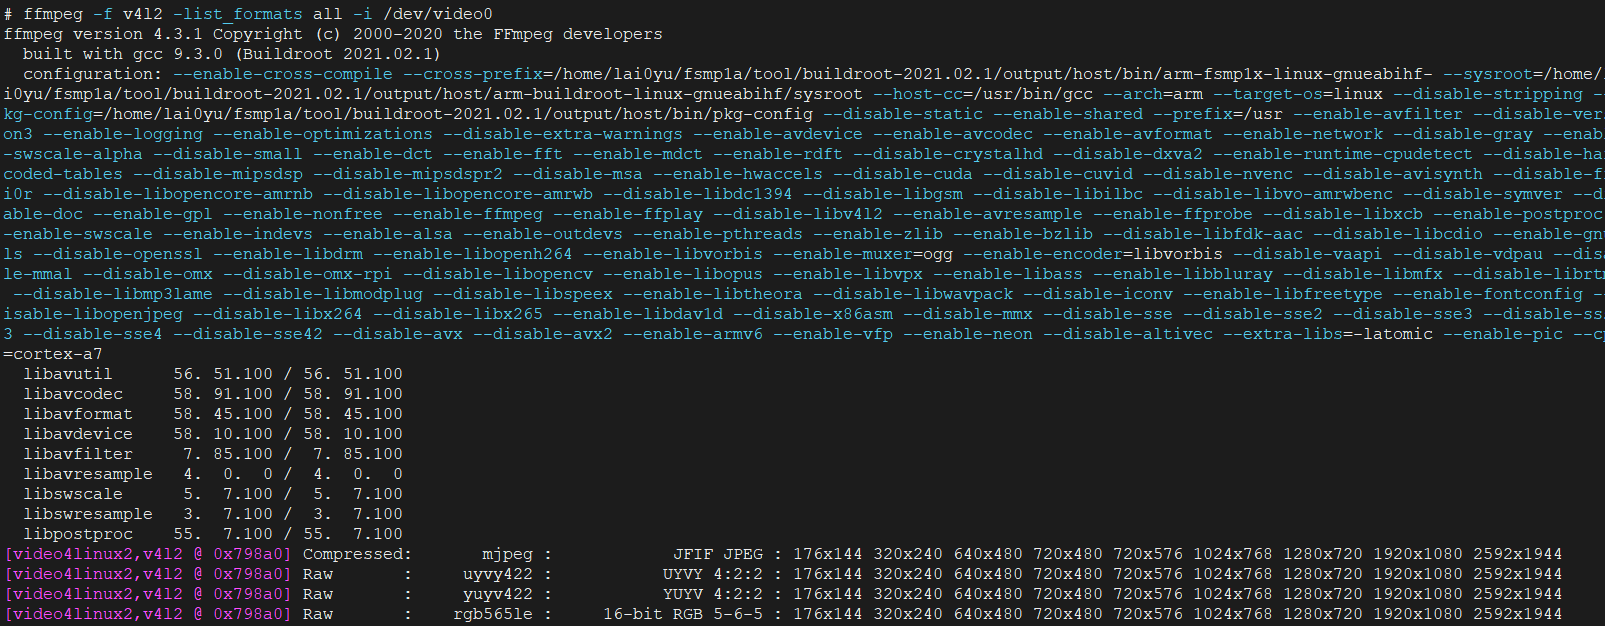 # ffmpeg -f v4l2 -list_formats all -i /dev/video0
ffmpeg version 4.3.1 Copyright (c) 2000-2020 the FFmpeg developers
  built with gcc 9.3.0 (Buildroot 2021.02.1)
  configuration: --enable-cross-compile --cross-prefix=/home/lai0yu/fsmp1a/tool/buildroot-2021.02.1/output/host/bin/arm-fsmp1x-linux-gnueabihf- --sysroot=/home/
i0yu/fsmp1a/tool/buildroot-2021.02.1/output/host/arm-buildroot-linux-gnueabihf/sysroot --host-cc=/usr/bin/gcc --arch=arm --target-os=linux --disable-stripping -
kg-config=/home/lai0yu/fsmp1a/tool/buildroot-2021.02.1/output/host/bin/pkg-config --disable-static --enable-shared --prefix=/usr --enable-avfilter --disable-ver
on3 --enable-logging --enable-optimizations --disable-extra-warnings --enable-avdevice --enable-avcodec --enable-avformat --enable-network --disable-gray --enab
-swscale-alpha --disable-small --enable-dct --enable-fft --enable-mdct --enable-rdft --disable-crystalhd --disable-dxva2 --enable-runtime-cpudetect --disable-ha
coded-tables --disable-mipsdsp --disable-mipsdspr2 --disable-msa --enable-hwaccels --disable-cuda --disable-cuvid --disable-nvenc --disable-avisynth --disable-f
i0r --disable-libopencore-amrnb --disable-libopencore-amrwb --disable-libdc1394 --disable-libgsm --disable-libilbc --disable-libvo-amrwbenc --disable-symver --d
able-doc --enable-gpl --enable-nonfree --enable-ffmpeg --enable-ffplay --disable-libv4l2 --enable-avresample --enable-ffprobe --disable-libxcb --enable-postproc
-enable-swscale --enable-indevs --enable-alsa --enable-outdevs --enable-pthreads --enable-zlib --enable-bzlib --disable-libfdk-aac --disable-libcdio --enable-gn
ls --disable-openssl --enable-libdrm --enable-libopenh264 --enable-libvorbis --enable-muxer=ogg --enable-encoder=libvorbis --disable-vaapi --disable-vdpau --dis
le-mmal --disable-omx --disable-omx-rpi --disable-libopencv --enable-libopus --enable-libvpx --enable-libass --enable-libbluray --disable-libmfx --disable-librt
 --disable-libmp3lame --disable-libmodplug --disable-libspeex --enable-libtheora --disable-libwavpack --disable-iconv --enable-libfreetype --enable-fontconfig -
isable-libopenjpeg --disable-libx264 --disable-libx265 --enable-libdav1d --disable-x86asm --disable-mmx --disable-sse --disable-sse2 --disable-sse3 --disable-ss
3 --disable-sse4 --disable-sse42 --disable-avx --disable-avx2 --enable-armv6 --enable-vfp --enable-neon --disable-altivec --extra-libs=-latomic --enable-pic --c
=cortex-a7
  libavutil      56. 51.100 / 56. 51.100
  libavcodec     58. 91.100 / 58. 91.100
  libavformat    58. 45.100 / 58. 45.100
  libavdevice    58. 10.100 / 58. 10.100
  libavfilter     7. 85.100 /  7. 85.100
  libavresample   4.  0.  0 /  4.  0.  0
  libswscale      5.  7.100 /  5.  7.100
  libswresample   3.  7.100 /  3.  7.100
  libpostproc    55.  7.100 / 55.  7.100
[video4linux2,v4l2 @ 0x798a0] Compressed:       mjpeg :            JFIF JPEG : 176x144 320x240 640x480 720x480 720x576 1024x768 1280x720 1920x1080 2592x1944
[video4linux2,v4l2 @ 0x798a0] Raw       :     uyvy422 :           UYVY 4:2:2 : 176x144 320x240 640x480 720x480 720x576 1024x768 1280x720 1920x1080 2592x1944
[video4linux2,v4l2 @ 0x798a0] Raw       :     yuyv422 :           YUYV 4:2:2 : 176x144 320x240 640x480 720x480 720x576 1024x768 1280x720 1920x1080 2592x1944
[video4linux2,v4l2 @ 0x798a0] Raw       :    rgb565le :     16-bit RGB 5-6-5 : 176x144 320x240 640x480 720x480 720x576 1024x768 1280x720 1920x1080 2592x1944